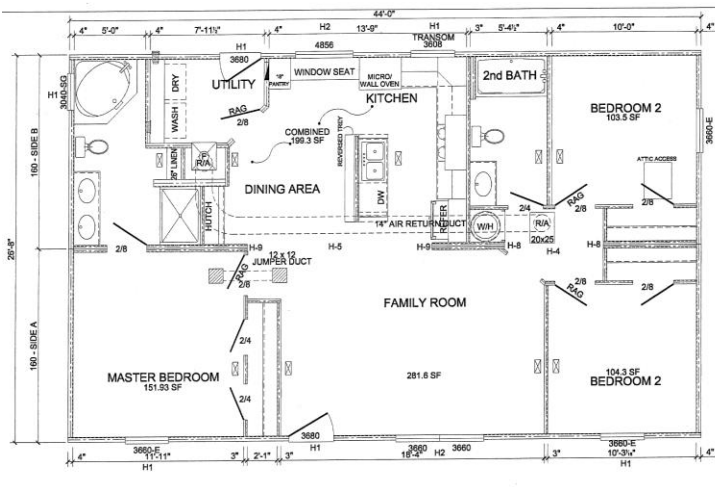 44'-0"
4" 5'-0" 4" 7'-11½" 4" H2 13'-9" H1 3" 5'-4½" 4" 10'-0" 4"
TRANSOM
H1 4856 3608
3680
26'-8"
160 - SIDE B
160 - SIDE A
H1
3040-SG
DRY
WASH
UTILITY
RAG
2/8
PANTRY
WINDOW SEAT
MICRO/
WALL OVEN
KITCHEN
COMBINED
199.3 SF
REVERSED TREY
DW
DINING AREA
R/A
26" LINEN
HUTCH
14" AIR RETURN DUCT
REFER
2nd BATH
2/4
W/H
R/A
20x25
H-4
BEDROOM 2
103.5 SF
3660-E
ATTIC ACCESS
RAG
2/8
2/8
2/8
H-9
H-5
H-9
H-8
H-8
12 x 12
JUMPER DUCT
RAG
2/8
2/4
2/4
MASTER BEDROOM
151.93 SF
FAMILY ROOM
281.6 SF
2/8
RAG
2/8
104.3 SF
BEDROOM 2
3660-E
3680
H1
3660 3660
3660-E
4" 11'-11" 3" 2'-1" 3" 18'-4" H2 3" 10'-3⅛" 4"
H1
H1